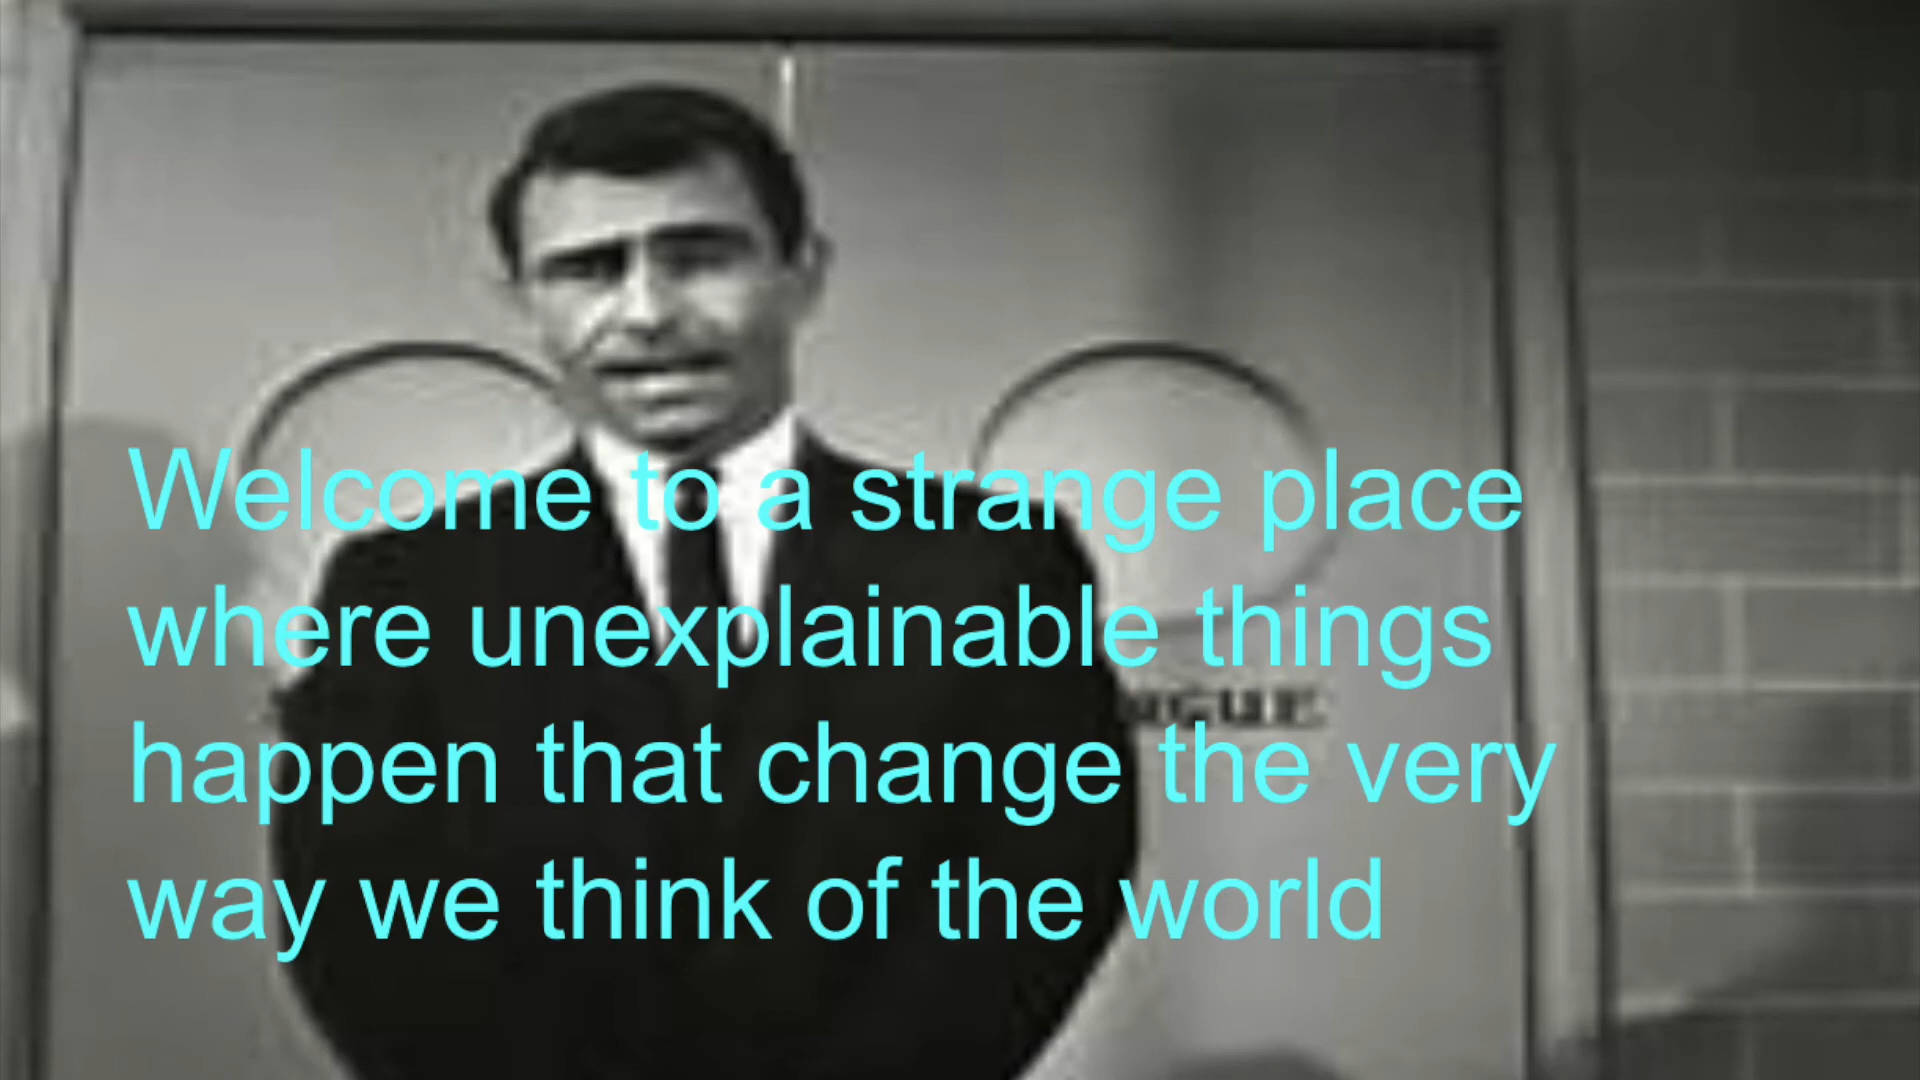 Welcome to a strange place
where unexplainable things
happen that change the very
way we think of the world